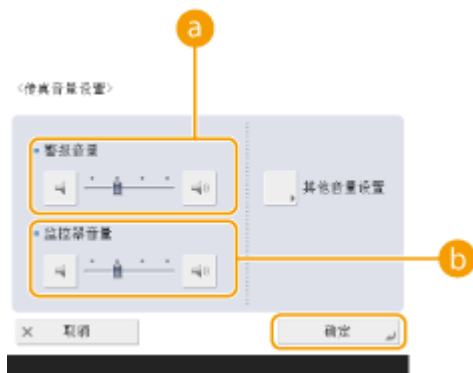 a
<传真音量设置>
警报音量
其他音量设置
监控器音量
b
× 取消
确定